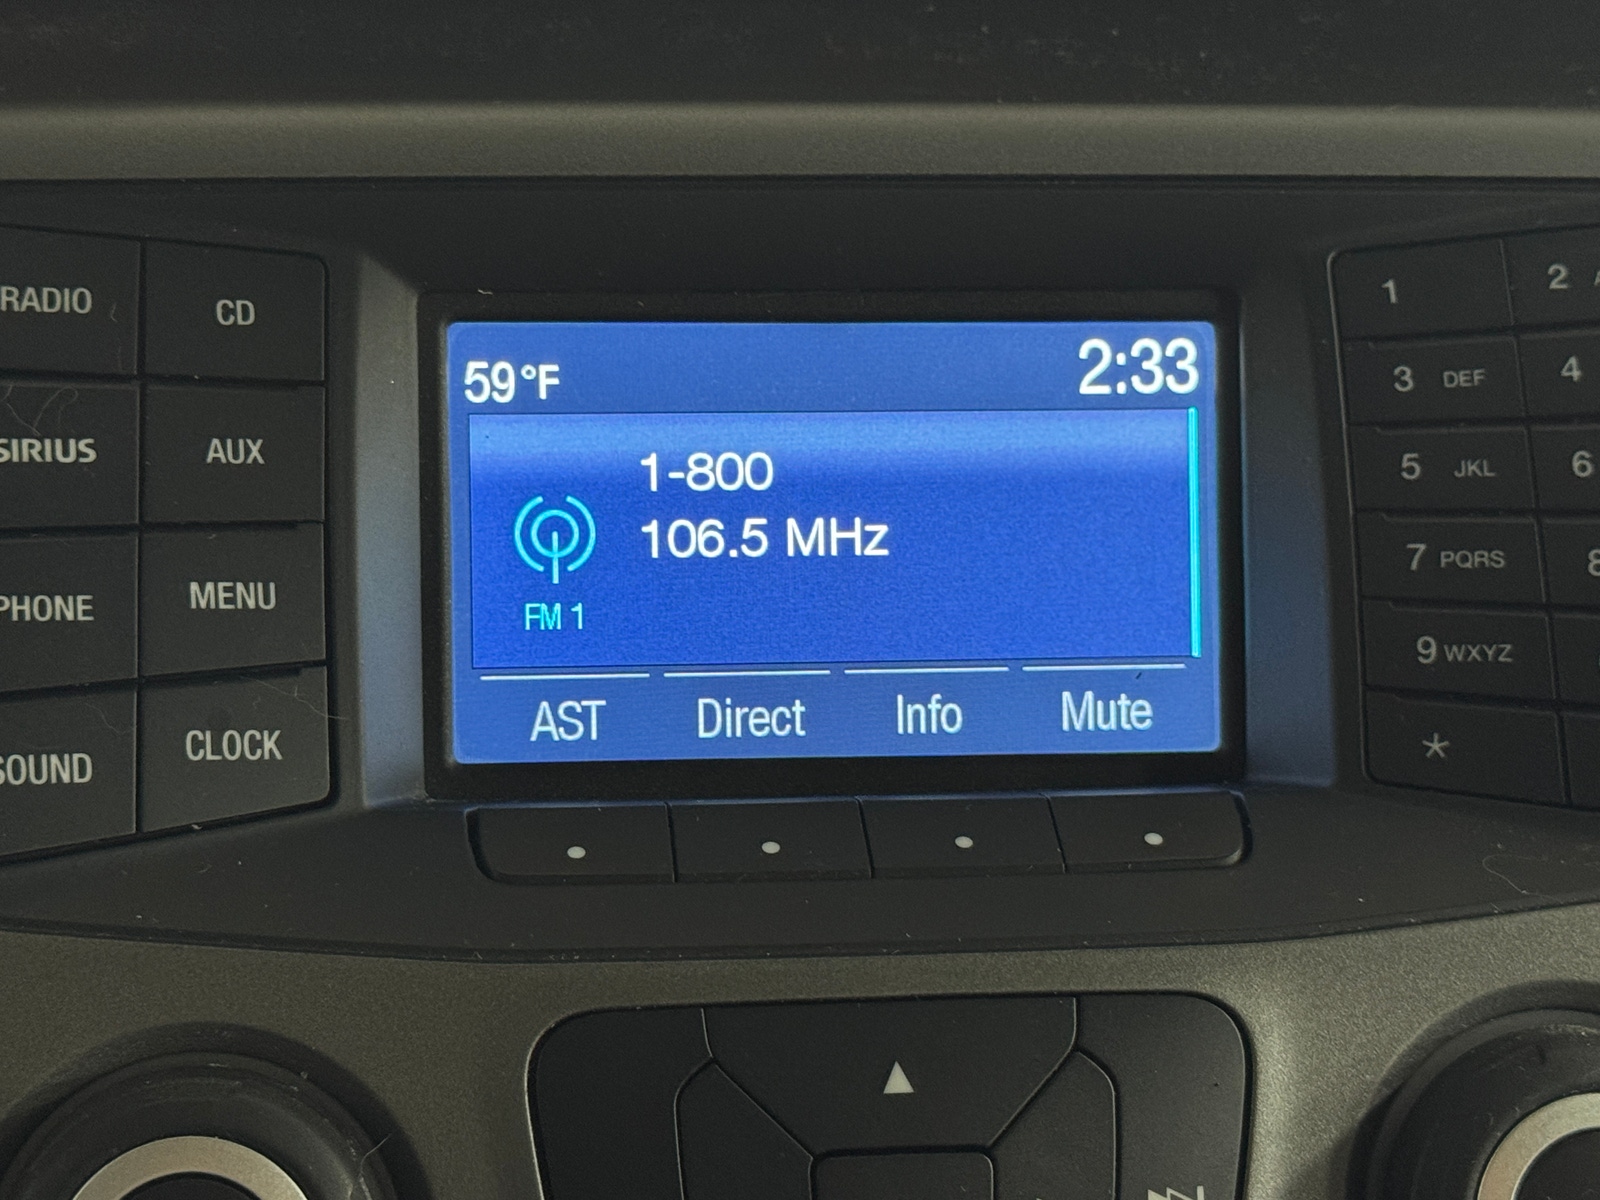 59°F
2:33
1-800
106.5 MHz
FM 1
AST Direct Info Mute
RADIO
CD
SIRIUS
AUX
PHONE
MENU
SOUND
CLOCK
1
2
3 DEF
4
5 JKL
6
7 PQRS
8
9 WXYZ
*